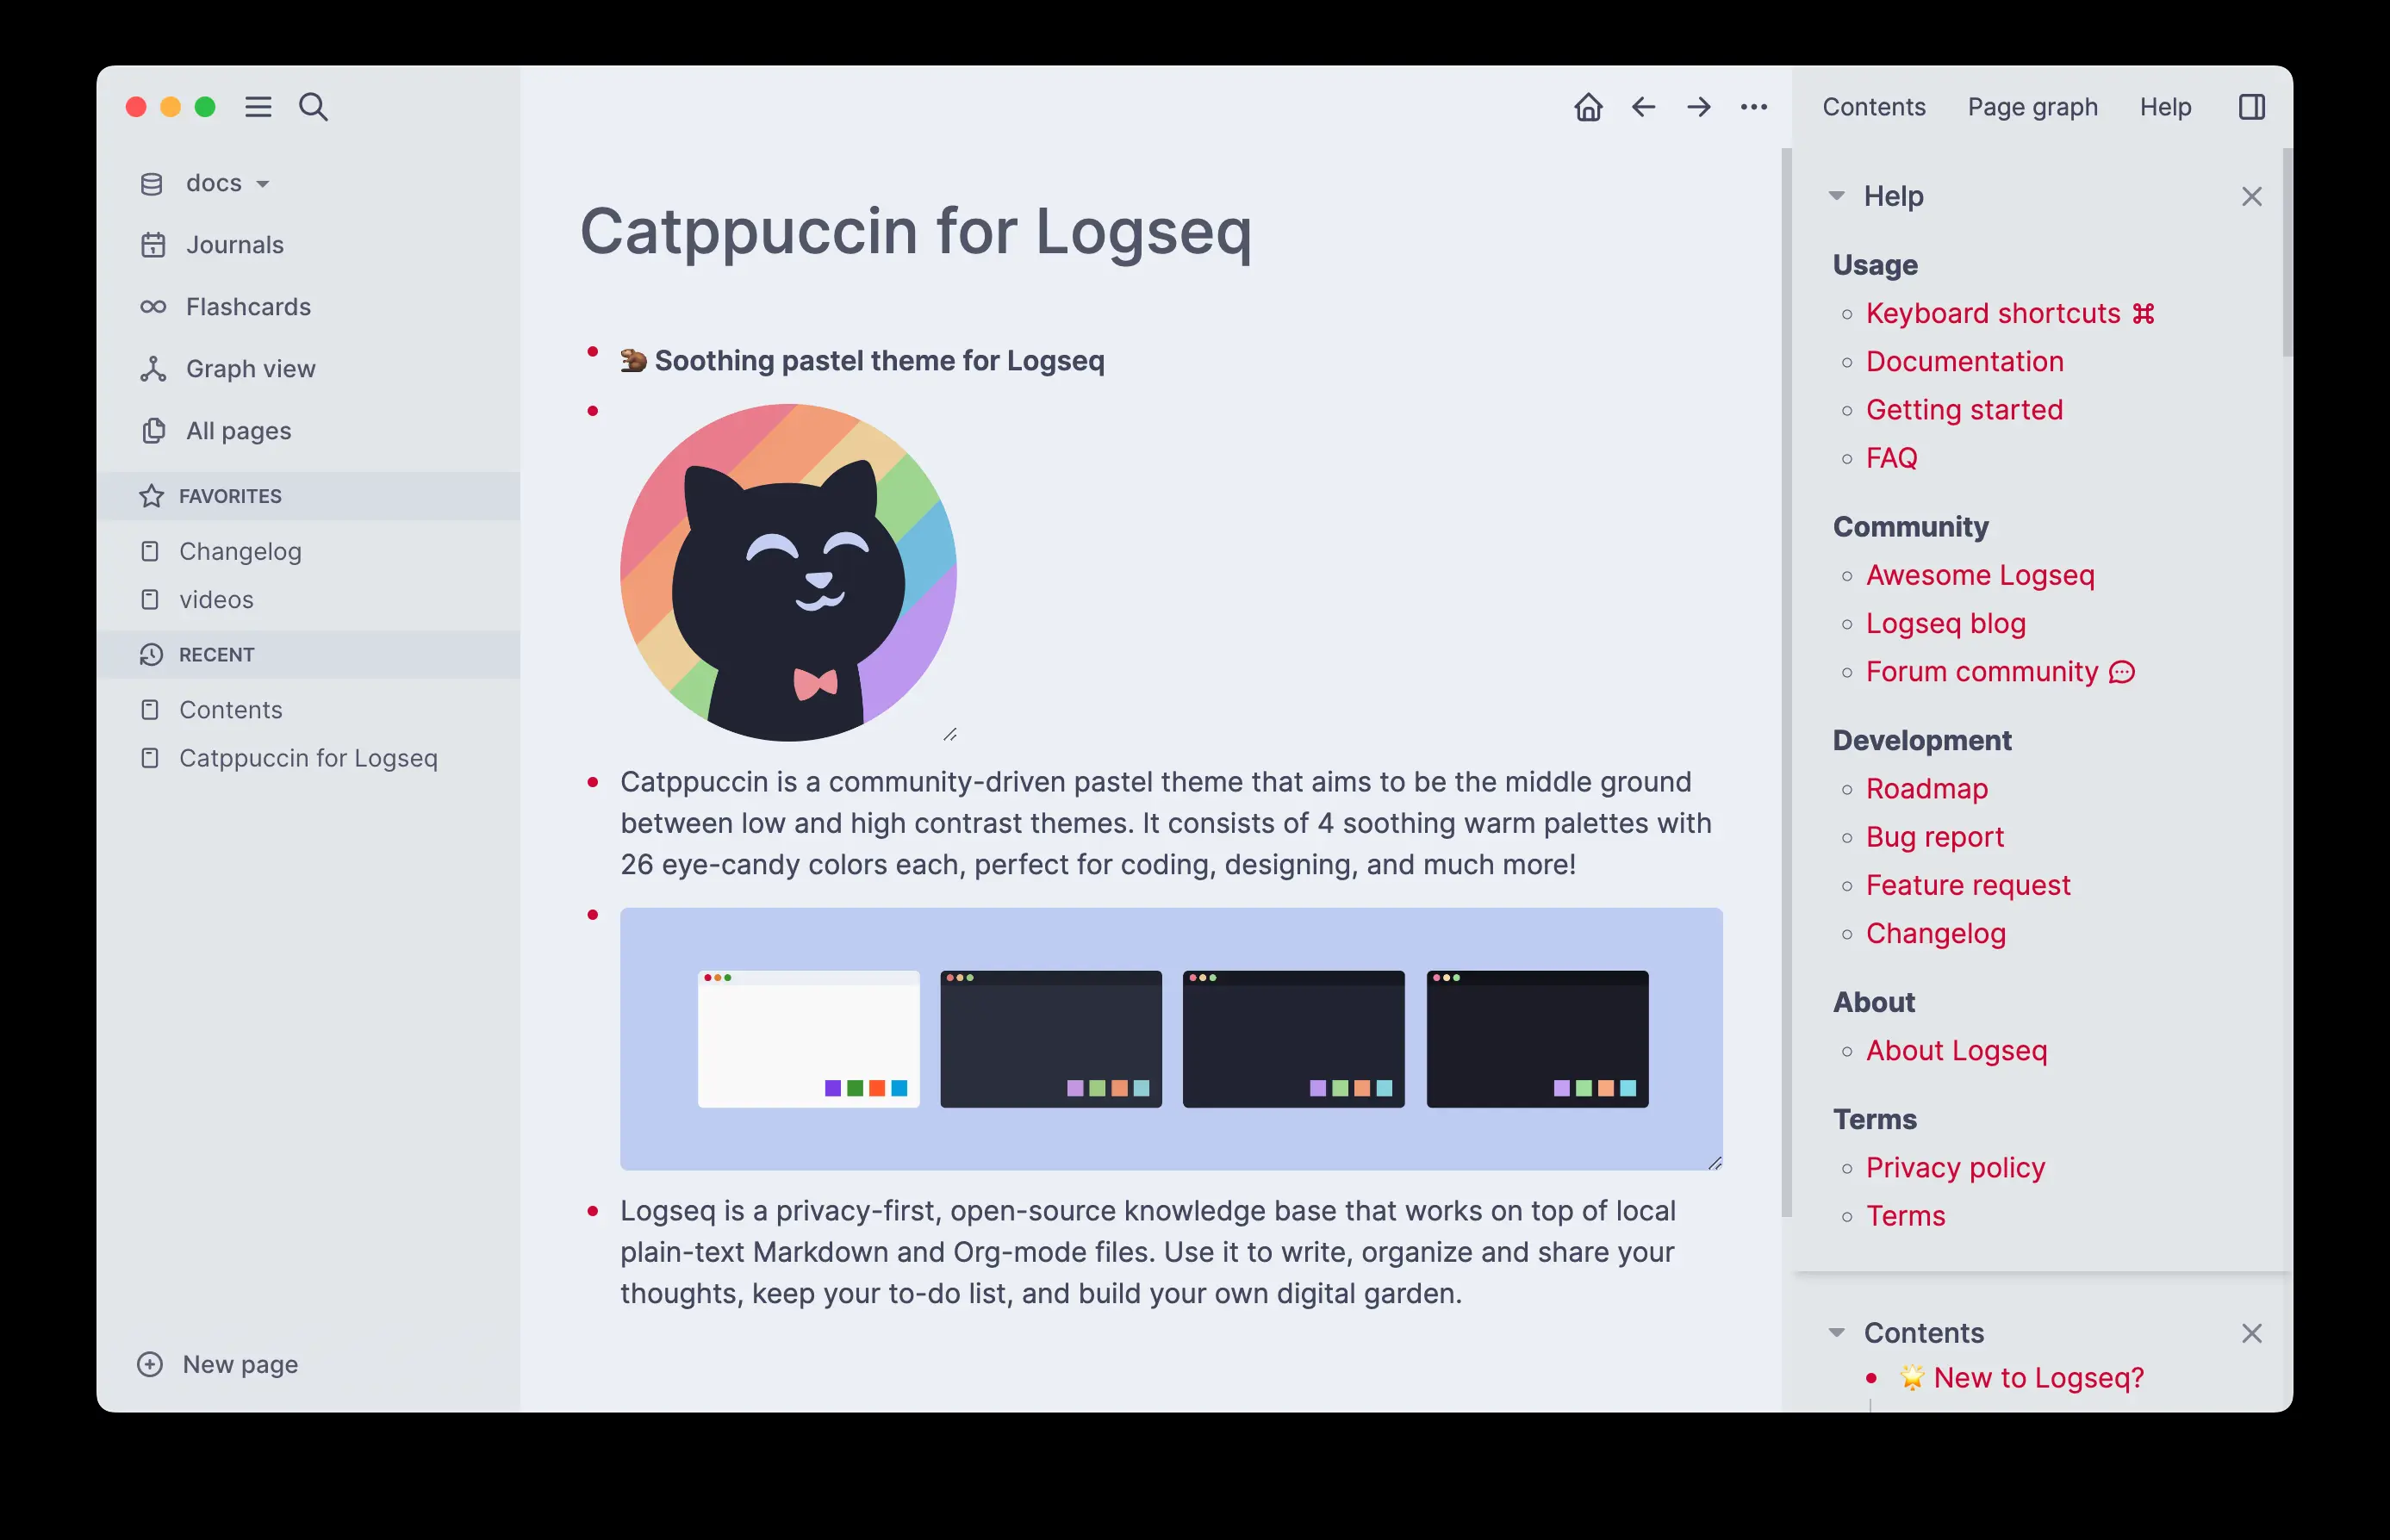 docs
Journals
Flashcards
Graph view
All pages
FAVORITES
Changelog
videos
RECENT
Contents
Catppuccin for Logseq
New page
Catppuccin for Logseq
🦫 Soothing pastel theme for Logseq
Catppuccin is a community-driven pastel theme that aims to be the middle ground
between low and high contrast themes. It consists of 4 soothing warm palettes with
26 eye-candy colors each, perfect for coding, designing, and much more!
Logseq is a privacy-first, open-source knowledge base that works on top of local
plain-text Markdown and Org-mode files. Use it to write, organize and share your
thoughts, keep your to-do list, and build your own digital garden.
Contents Page graph Help
Help
Usage
Keyboard shortcuts ⌘
Documentation
Getting started
FAQ
Community
Awesome Logseq
Logseq blog
Forum community
Development
Roadmap
Bug report
Feature request
Changelog
About
About Logseq
Terms
Privacy policy
Terms
Contents
🌟 New to Logseq?